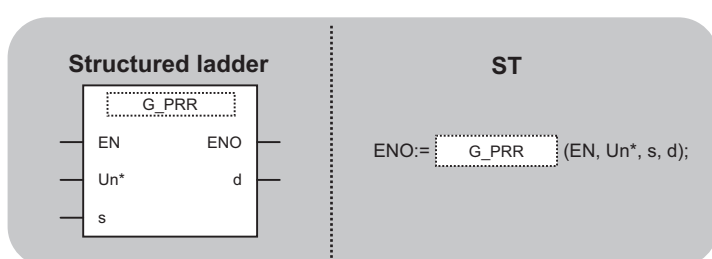 Structured ladder
G_PRR
EN ENO
Un* d
s
ST
ENO:= G_PRR (EN, Un*, s, d);